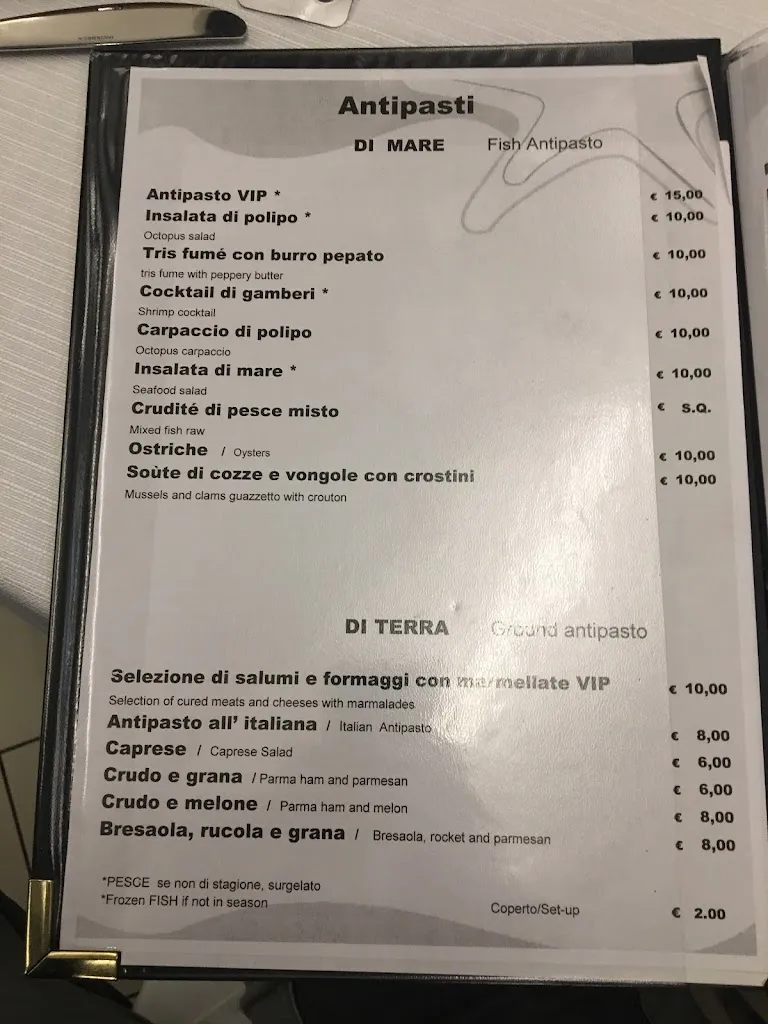 Antipasti
DI MARE Fish Antipasto
Antipasto VIP * € 15,00
Insalata di polipo * € 10,00
Octopus salad
Tris fumé con burro pepato € 10,00
tris fume with peppery butter
Cocktail di gamberi * € 10,00
Shrimp cocktail
Carpaccio di polipo € 10,00
Octopus carpaccio
Insalata di mare * € 10,00
Seafood salad
Crudité di pesce misto € S.Q.
Mixed fish raw
Ostriche / Oysters € 10,00
Soùte di cozze e vongole con crostini € 10,00
Mussels and clams guazzetto with crouton
DI TERRA Ground antipasto
Selezione di salumi e formaggi con marmellate VIP € 10,00
Selection of cured meats and cheeses with marmalades
Antipasto all' italiana / Italian Antipasto € 8,00
Caprese / Caprese Salad € 6,00
Crudo e grana / Parma ham and parmesan € 6,00
Crudo e melone / Parma ham and melon € 8,00
Bresaola, rucola e grana / Bresaola, rocket and parmesan € 8,00
*PESCE se non di stagione, surgelato
*Frozen FISH if not in season
Coperto/Set-up € 2.00